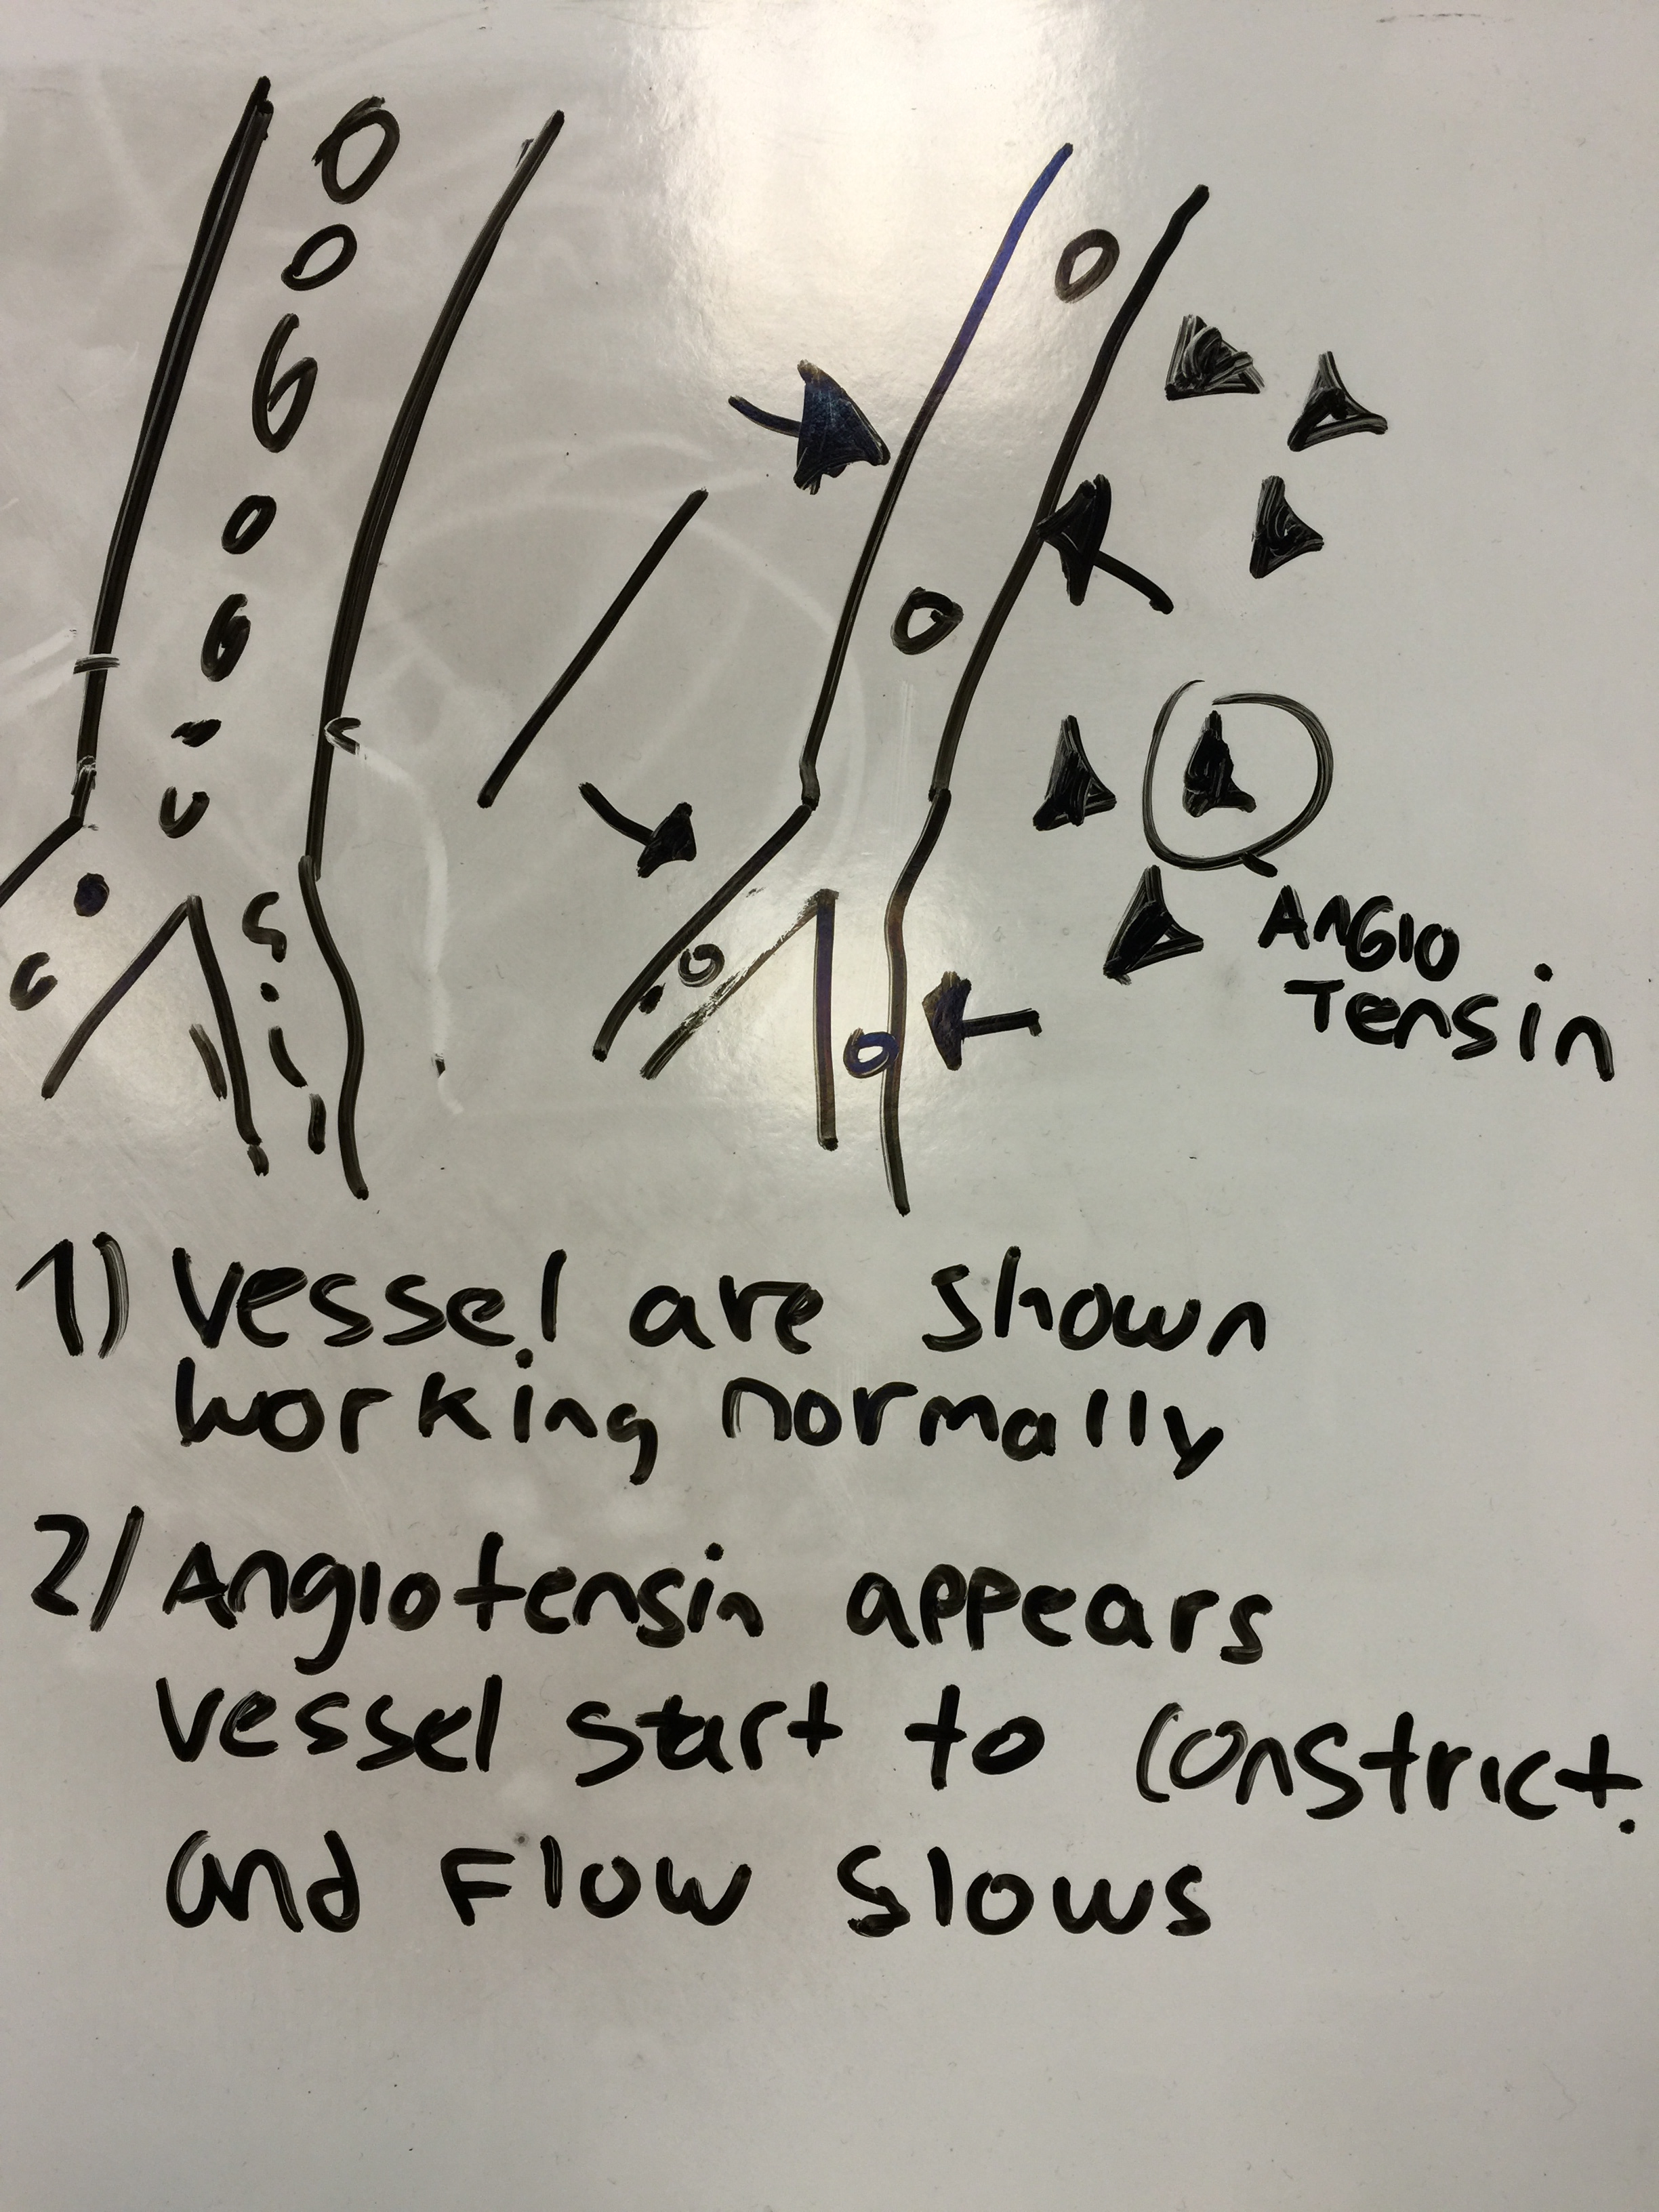 ANGIO
Tensin
1) Vessel are shown
working normally
2/ Angiotensin appears
Vessel start to constrict.
and Flow Slows